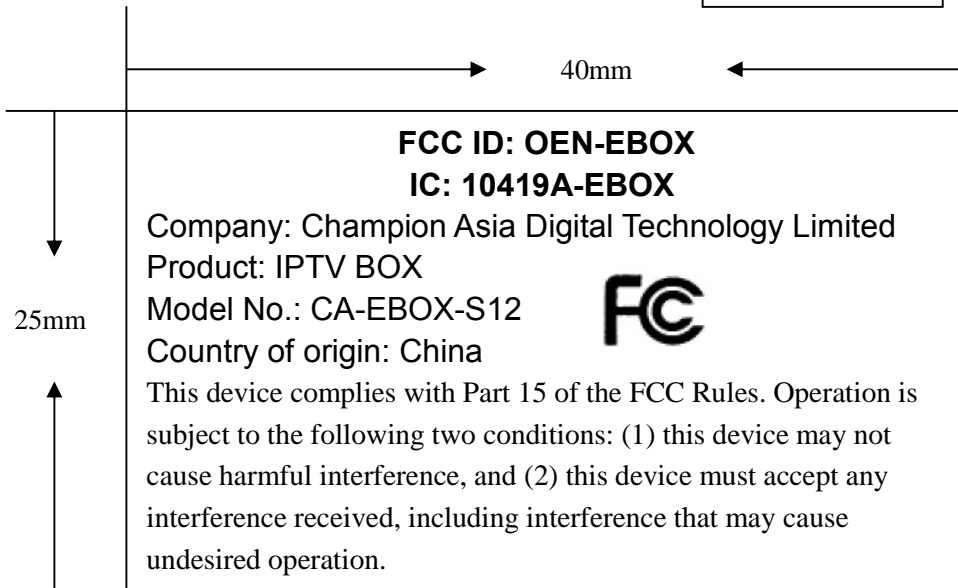 40mm
FCC ID: OEN-EBOX
IC: 10419A-EBOX
Company: Champion Asia Digital Technology Limited
Product: IPTV BOX
Model No.: CA-EBOX-S12
FC
Country of origin: China
25mm
This device complies with Part 15 of the FCC Rules. Operation is
subject to the following two conditions: (1) this device may not
cause harmful interference, and (2) this device must accept any
interference received, including interference that may cause
undesired operation.